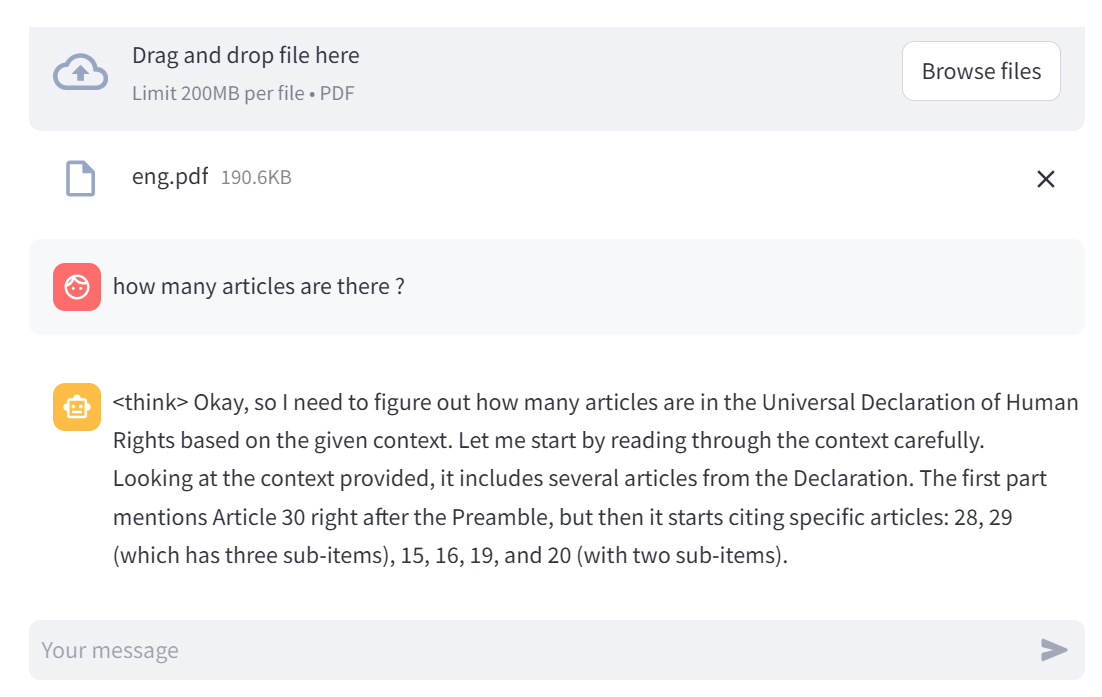 Drag and drop file here
Limit 200MB per file • PDF
Browse files
eng.pdf 190.6KB
how many articles are there ?
<think> Okay, so I need to figure out how many articles are in the Universal Declaration of Human
Rights based on the given context. Let me start by reading through the context carefully.
Looking at the context provided, it includes several articles from the Declaration. The first part
mentions Article 30 right after the Preamble, but then it starts citing specific articles: 28, 29
(which has three sub-items), 15, 16, 19, and 20 (with two sub-items).
Your message